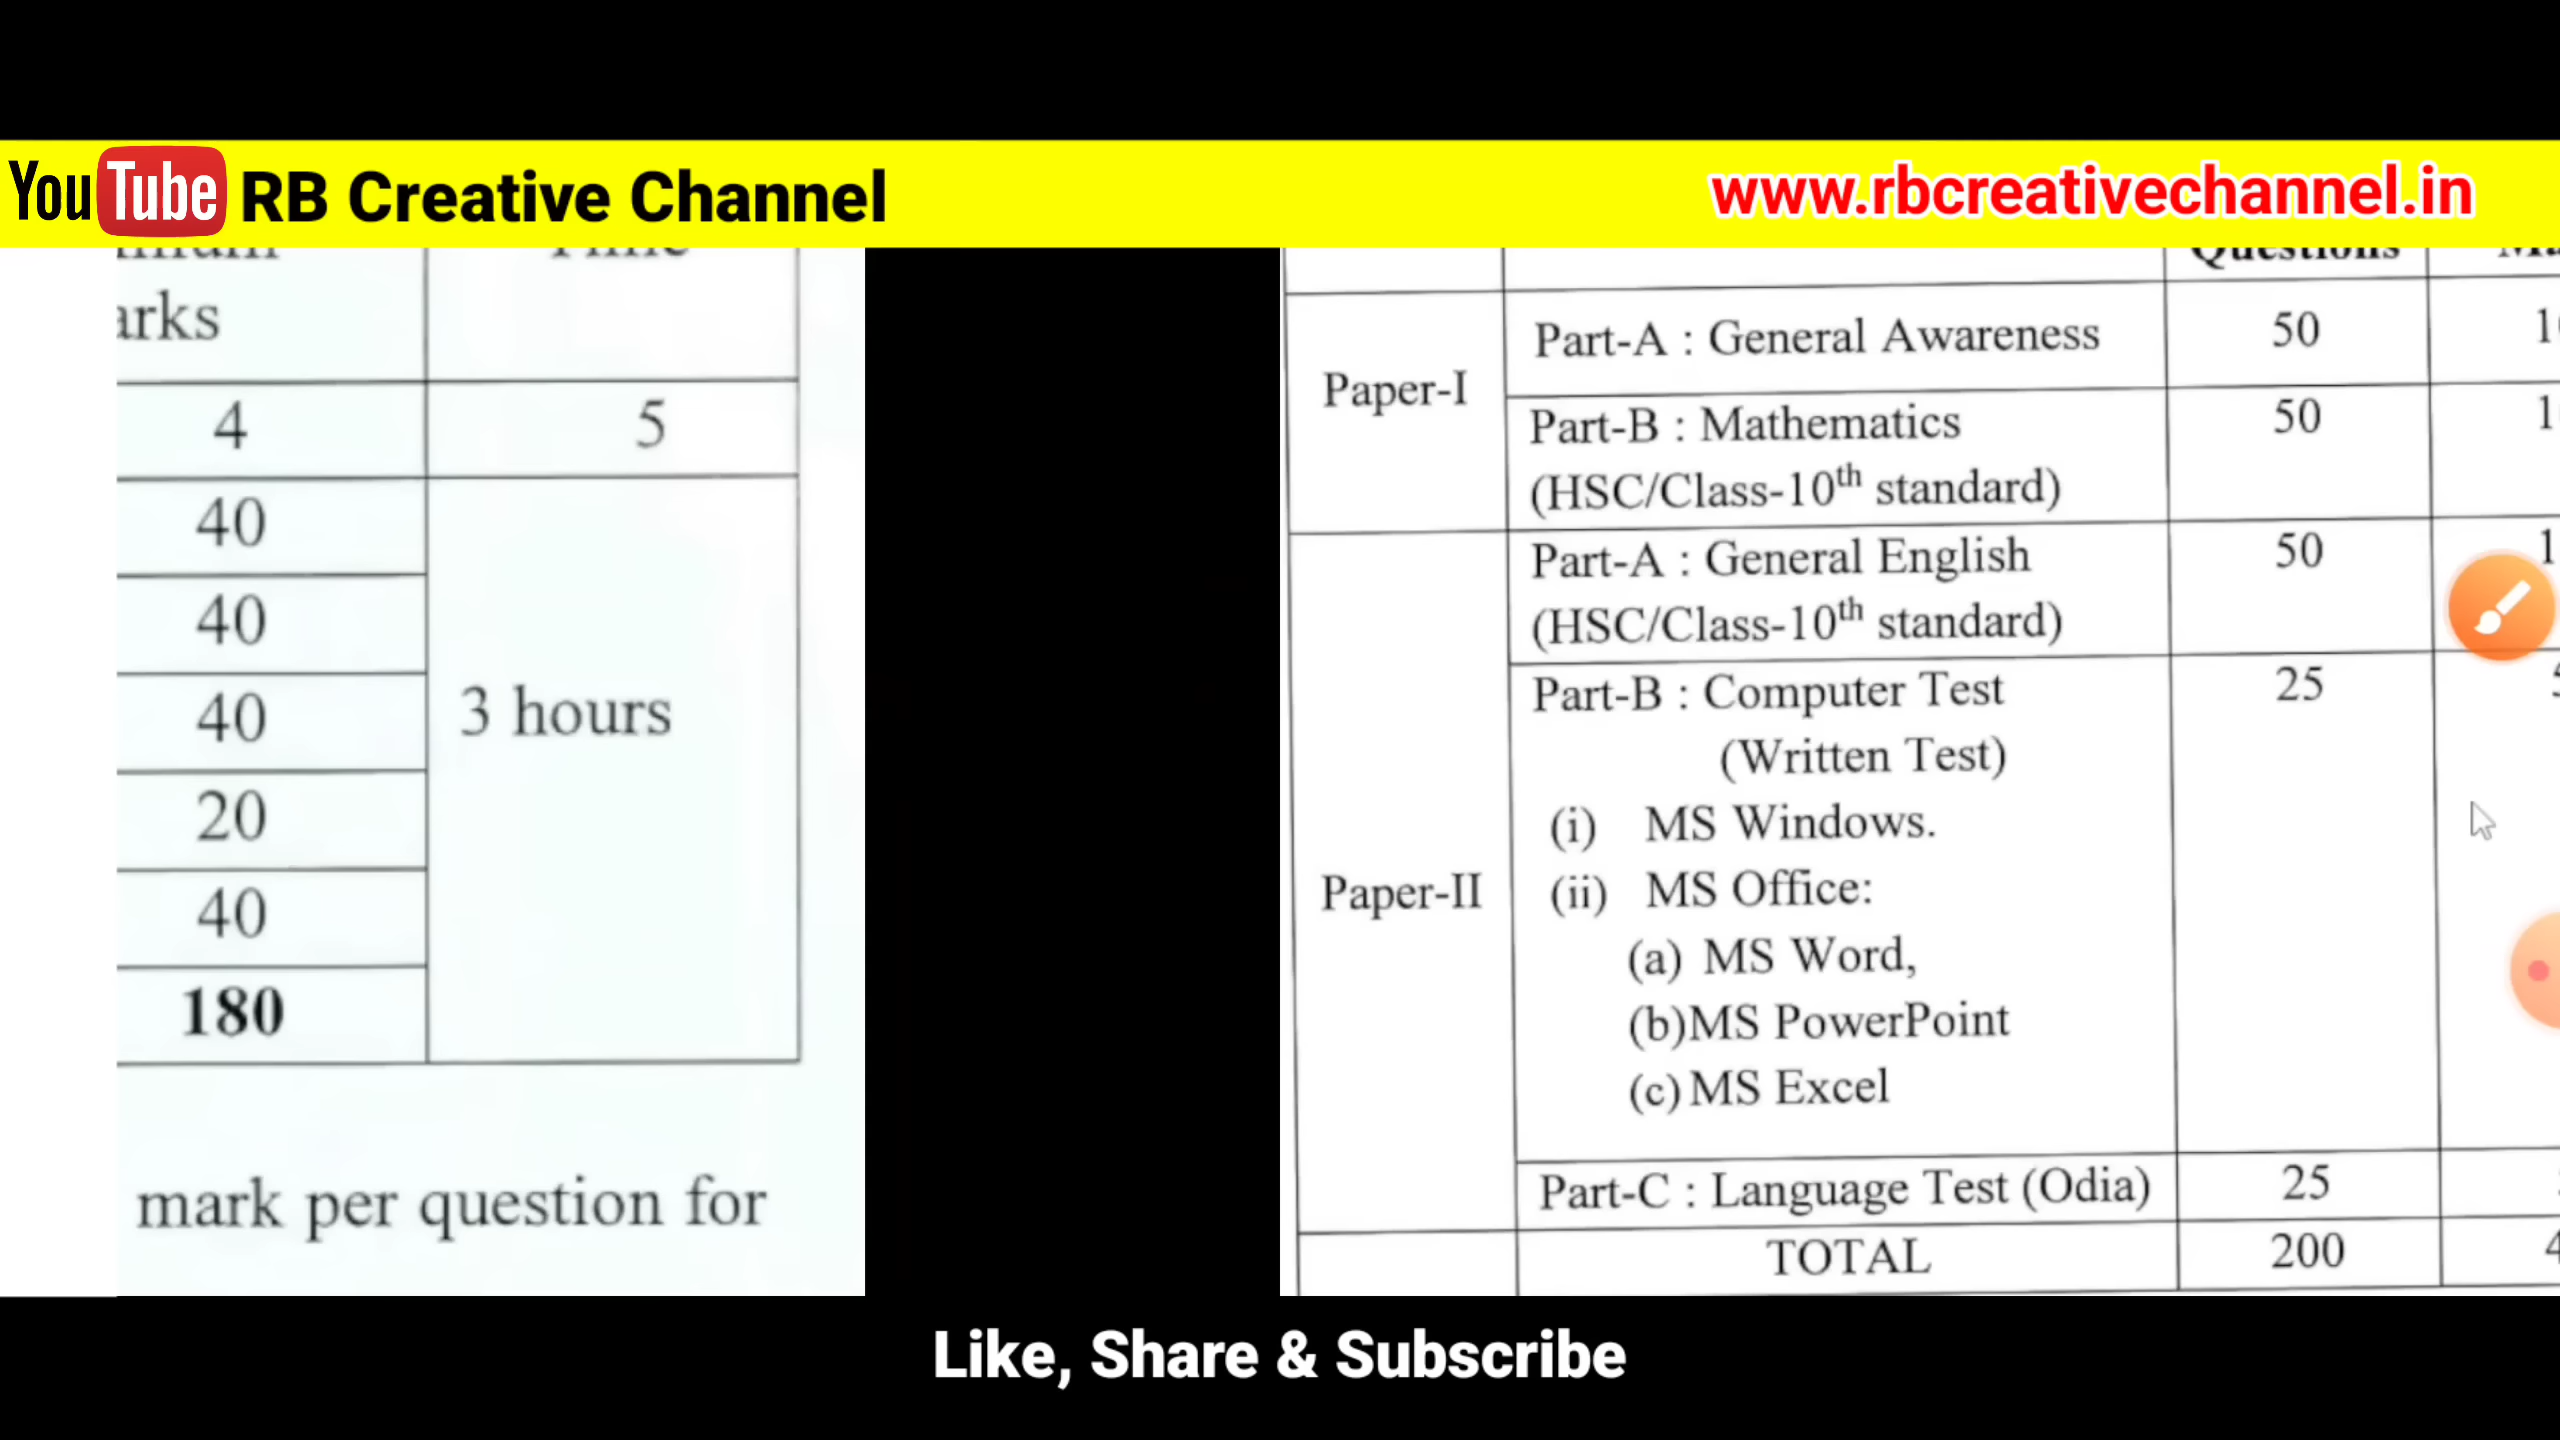 YouTube RB Creative Channel
www.rbcreativechannel.in
Time
arks
4 5
40
40
40
3 hours
20
40
180
mark per question for
Questions
Paper-I
Part-A : General Awareness 50
Part-B : Mathematics 50
(HSC/Class-10th standard)
Paper-II
Part-A : General English 50
(HSC/Class-10th standard)
Part-B : Computer Test 25
(Written Test)
(i) MS Windows.
(ii) MS Office:
(a) MS Word,
(b)MS PowerPoint
(c) MS Excel
Part-C : Language Test (Odia) 25
TOTAL 200
Like, Share & Subscribe